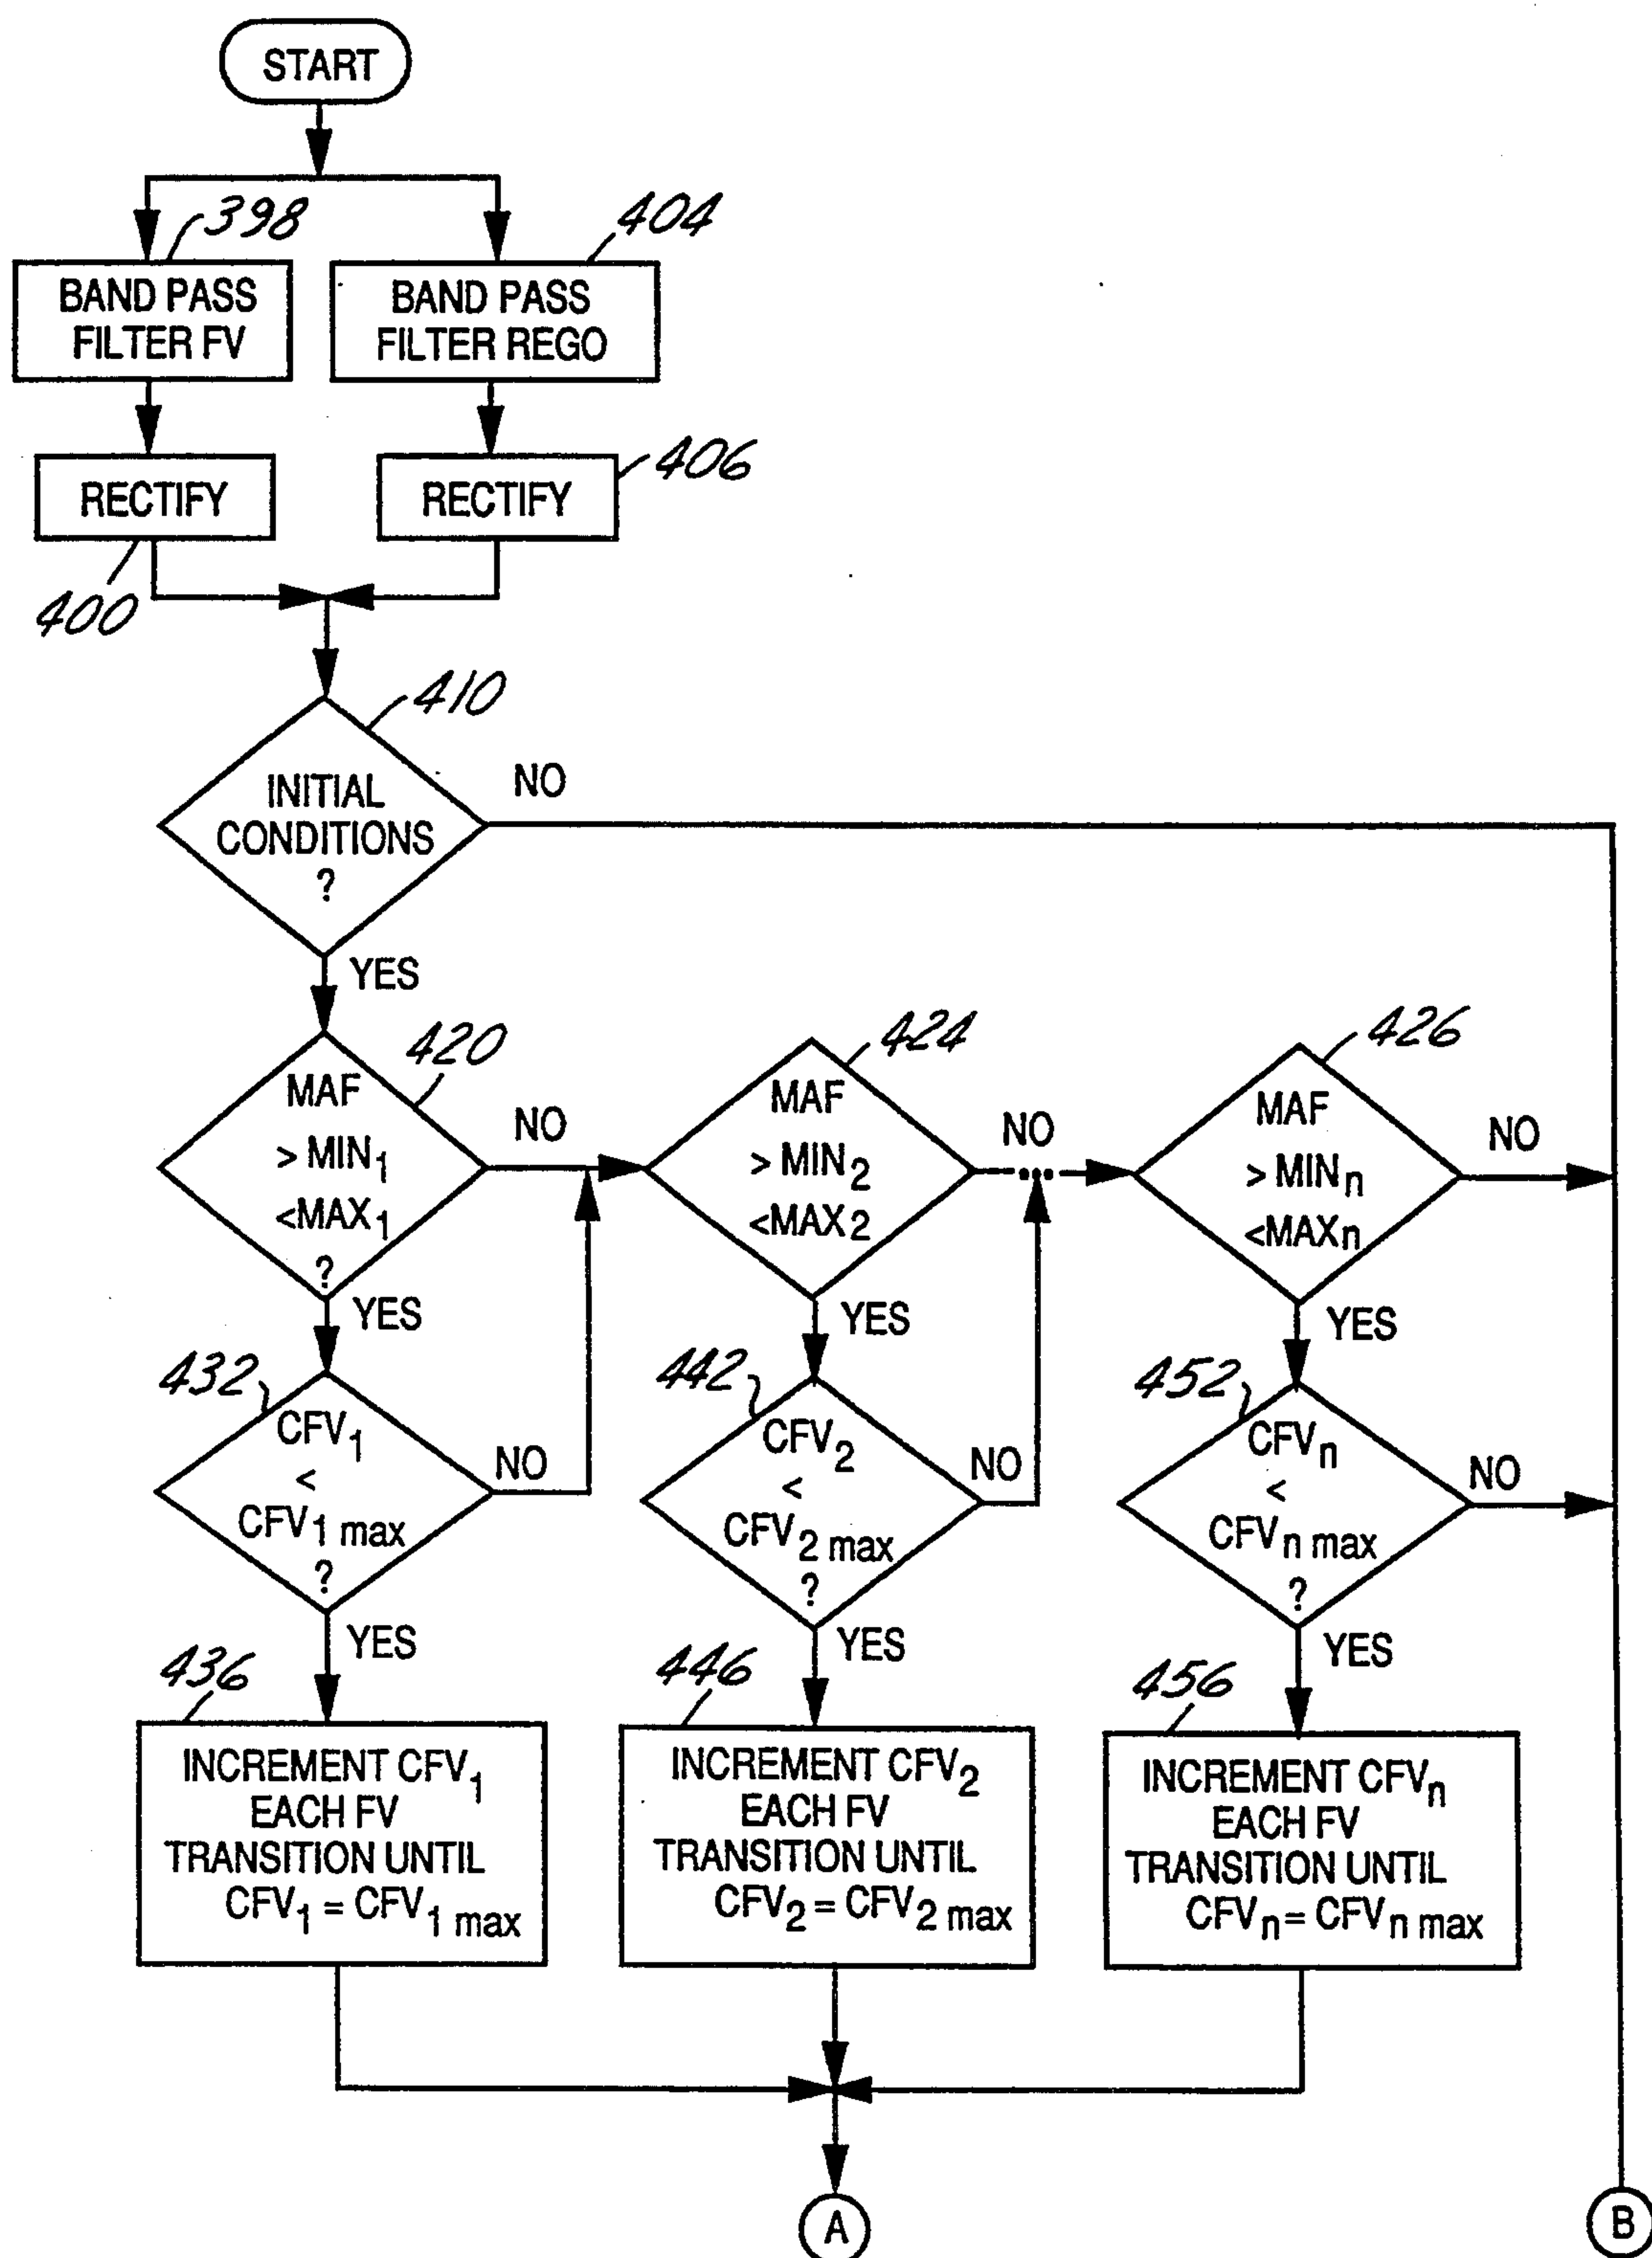 START
398
404
BAND PASS
FILTER FV
BAND PASS
FILTER REGO
RECTIFY
RECTIFY
406
400
410
INITIAL
CONDITIONS
?
NO
YES
420
MAF
> MIN1
<MAX1
?
NO
YES
424
MAF
> MIN2
<MAX2
NO
YES
426
MAF
> MINn
<MAXn
NO
YES
432
CFV1
<
CFV1 max
?
NO
YES
442
CFV2
<
CFV2 max
?
NO
YES
452
CFVn
<
CFVn max
?
NO
YES
436
INCREMENT CFV1
EACH FV
TRANSITION UNTIL
CFV1 = CFV1 max
446
INCREMENT CFV2
EACH FV
TRANSITION UNTIL
CFV2 = CFV2 max
456
INCREMENT CFVn
EACH FV
TRANSITION UNTIL
CFVn = CFVn max
A
B